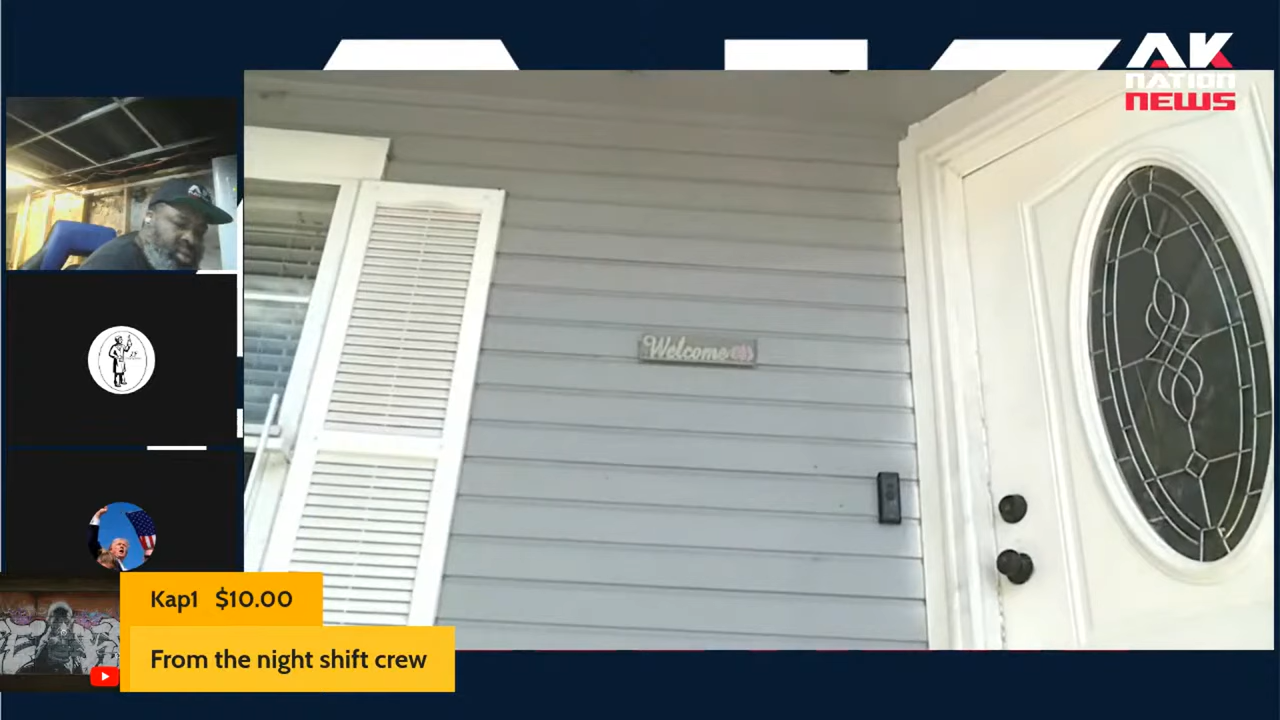 AK
NATION
NEWS
Welcome
Kap1 $10.00
From the night shift crew